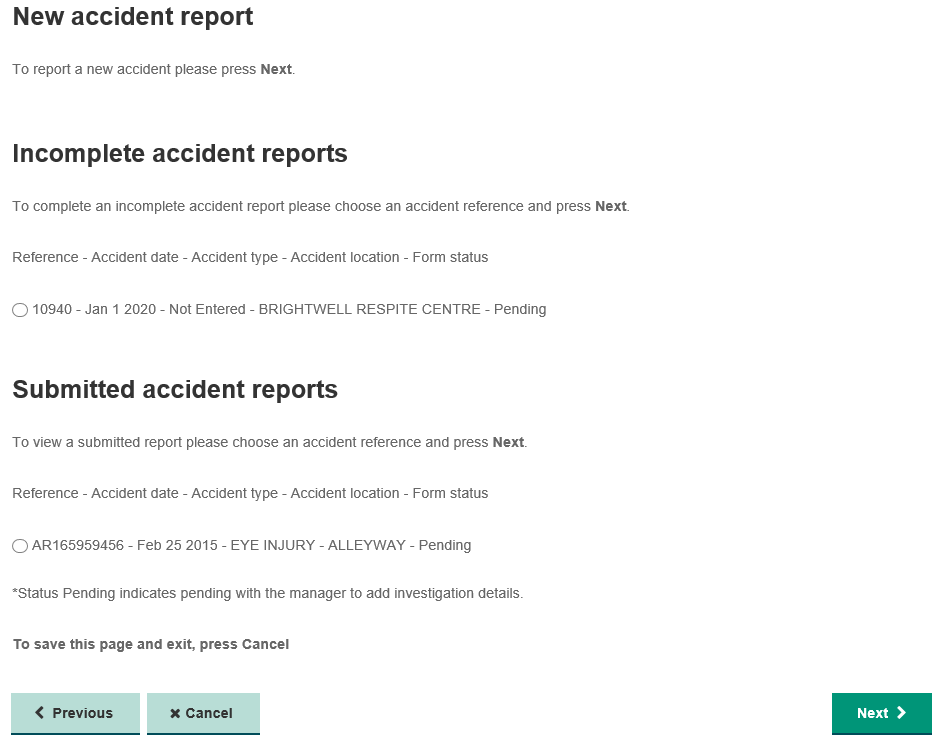 New accident report
To report a new accident please press Next.
Incomplete accident reports
To complete an incomplete accident report please choose an accident reference and press Next.
Reference - Accident date - Accident type - Accident location - Form status
10940 - Jan 1 2020 - Not Entered - BRIGHTWELL RESPITE CENTRE - Pending
Submitted accident reports
To view a submitted report please choose an accident reference and press Next.
Reference - Accident date - Accident type - Accident location - Form status
AR165959456 - Feb 25 2015 - EYE INJURY - ALLEYWAY - Pending
*Status Pending indicates pending with the manager to add investigation details.
To save this page and exit, press Cancel
Previous Cancel Next